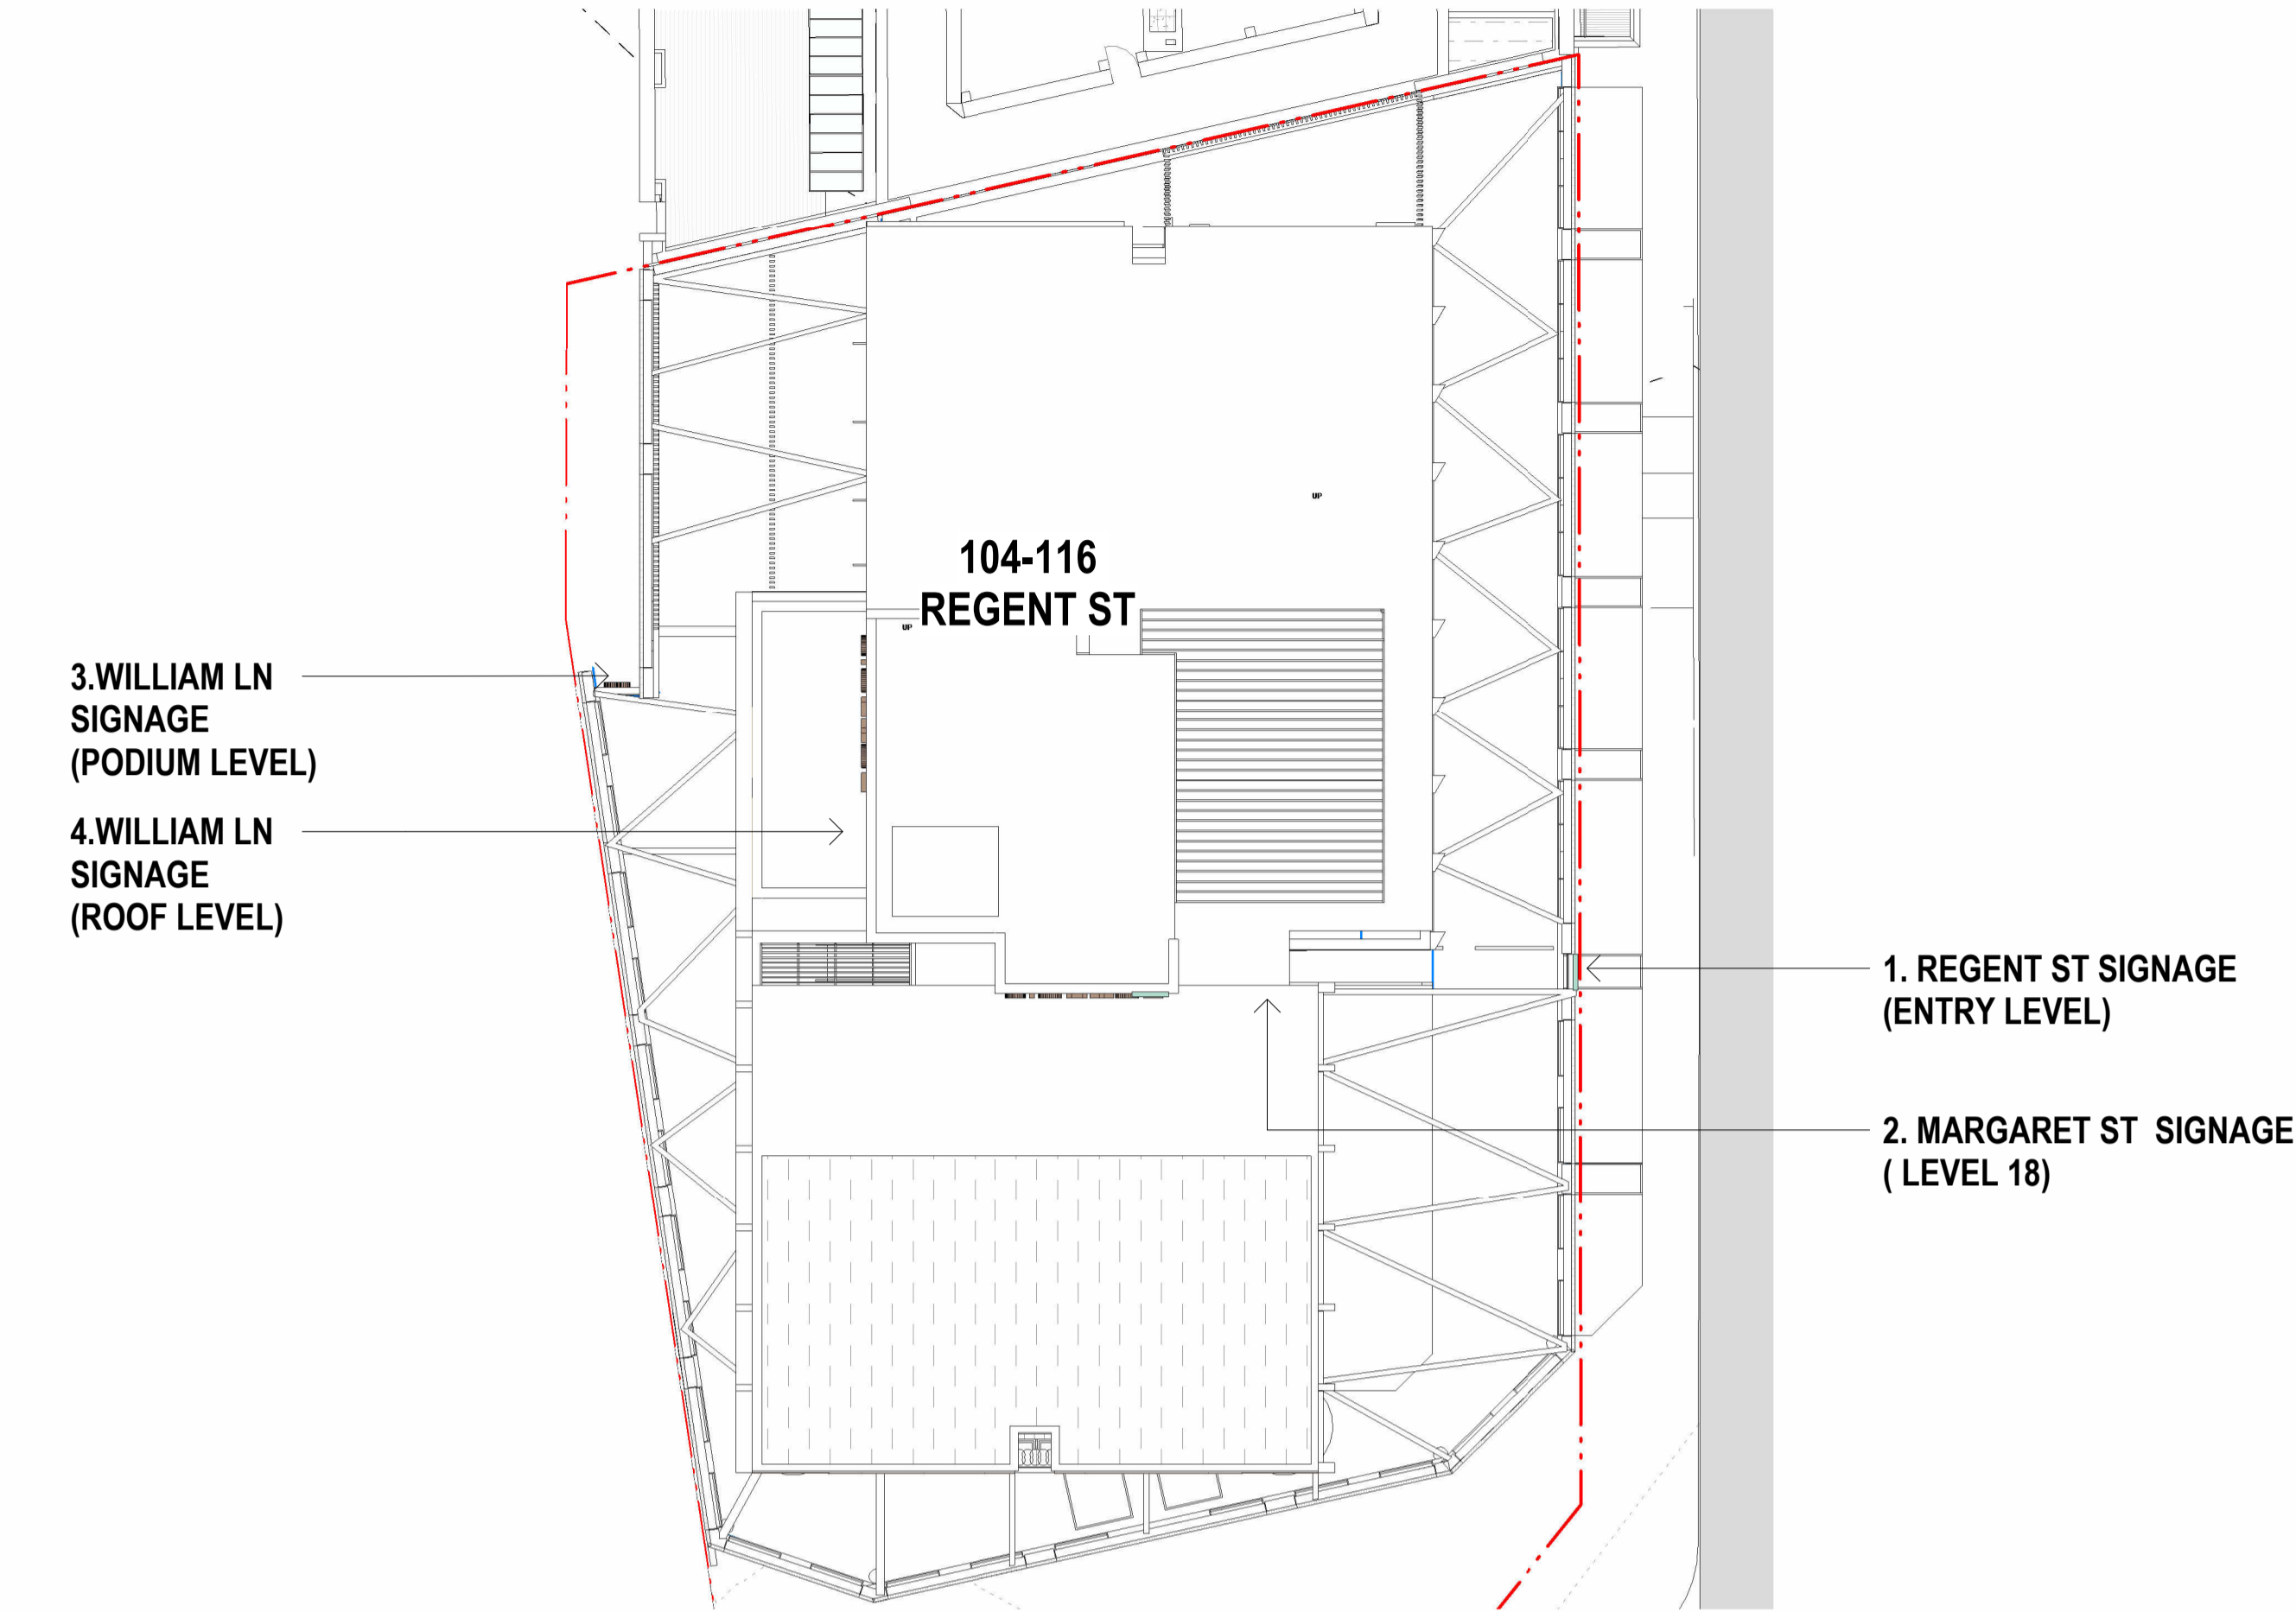 UP
104-116
REGENT ST
UP
3.WILLIAM LN
SIGNAGE
(PODIUM LEVEL)
4.WILLIAM LN
SIGNAGE
(ROOF LEVEL)
1. REGENT ST SIGNAGE
(ENTRY LEVEL)
2. MARGARET ST  SIGNAGE
( LEVEL 18)